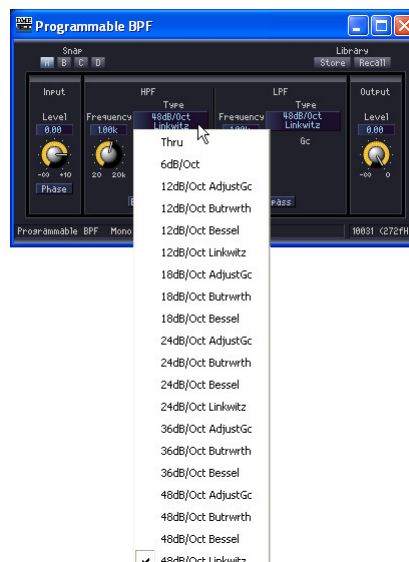 Programmable BPF
Snap
Library
A B C D
Store Recall
Input
HPF
LPF
Output
Type
Type
Level
Frequency
48dB/Oct
Linkwitz
Frequency
48dB/Oct
Linkwitz
Level
0.00
1.00k
0.00
Gc
-∞ +10
20 20k
-∞ 0
Phase
Programmable BPF Mono
10031 (272fH
Thru
6dB/Oct
12dB/Oct AdjustGc
12dB/Oct Butrwrth
12dB/Oct Bessel
12dB/Oct Linkwitz
18dB/Oct AdjustGc
18dB/Oct Butrwrth
18dB/Oct Bessel
24dB/Oct AdjustGc
24dB/Oct Butrwrth
24dB/Oct Bessel
24dB/Oct Linkwitz
36dB/Oct AdjustGc
36dB/Oct Butrwrth
36dB/Oct Bessel
48dB/Oct AdjustGc
48dB/Oct Butrwrth
48dB/Oct Bessel
48dB/Oct Linkwitz